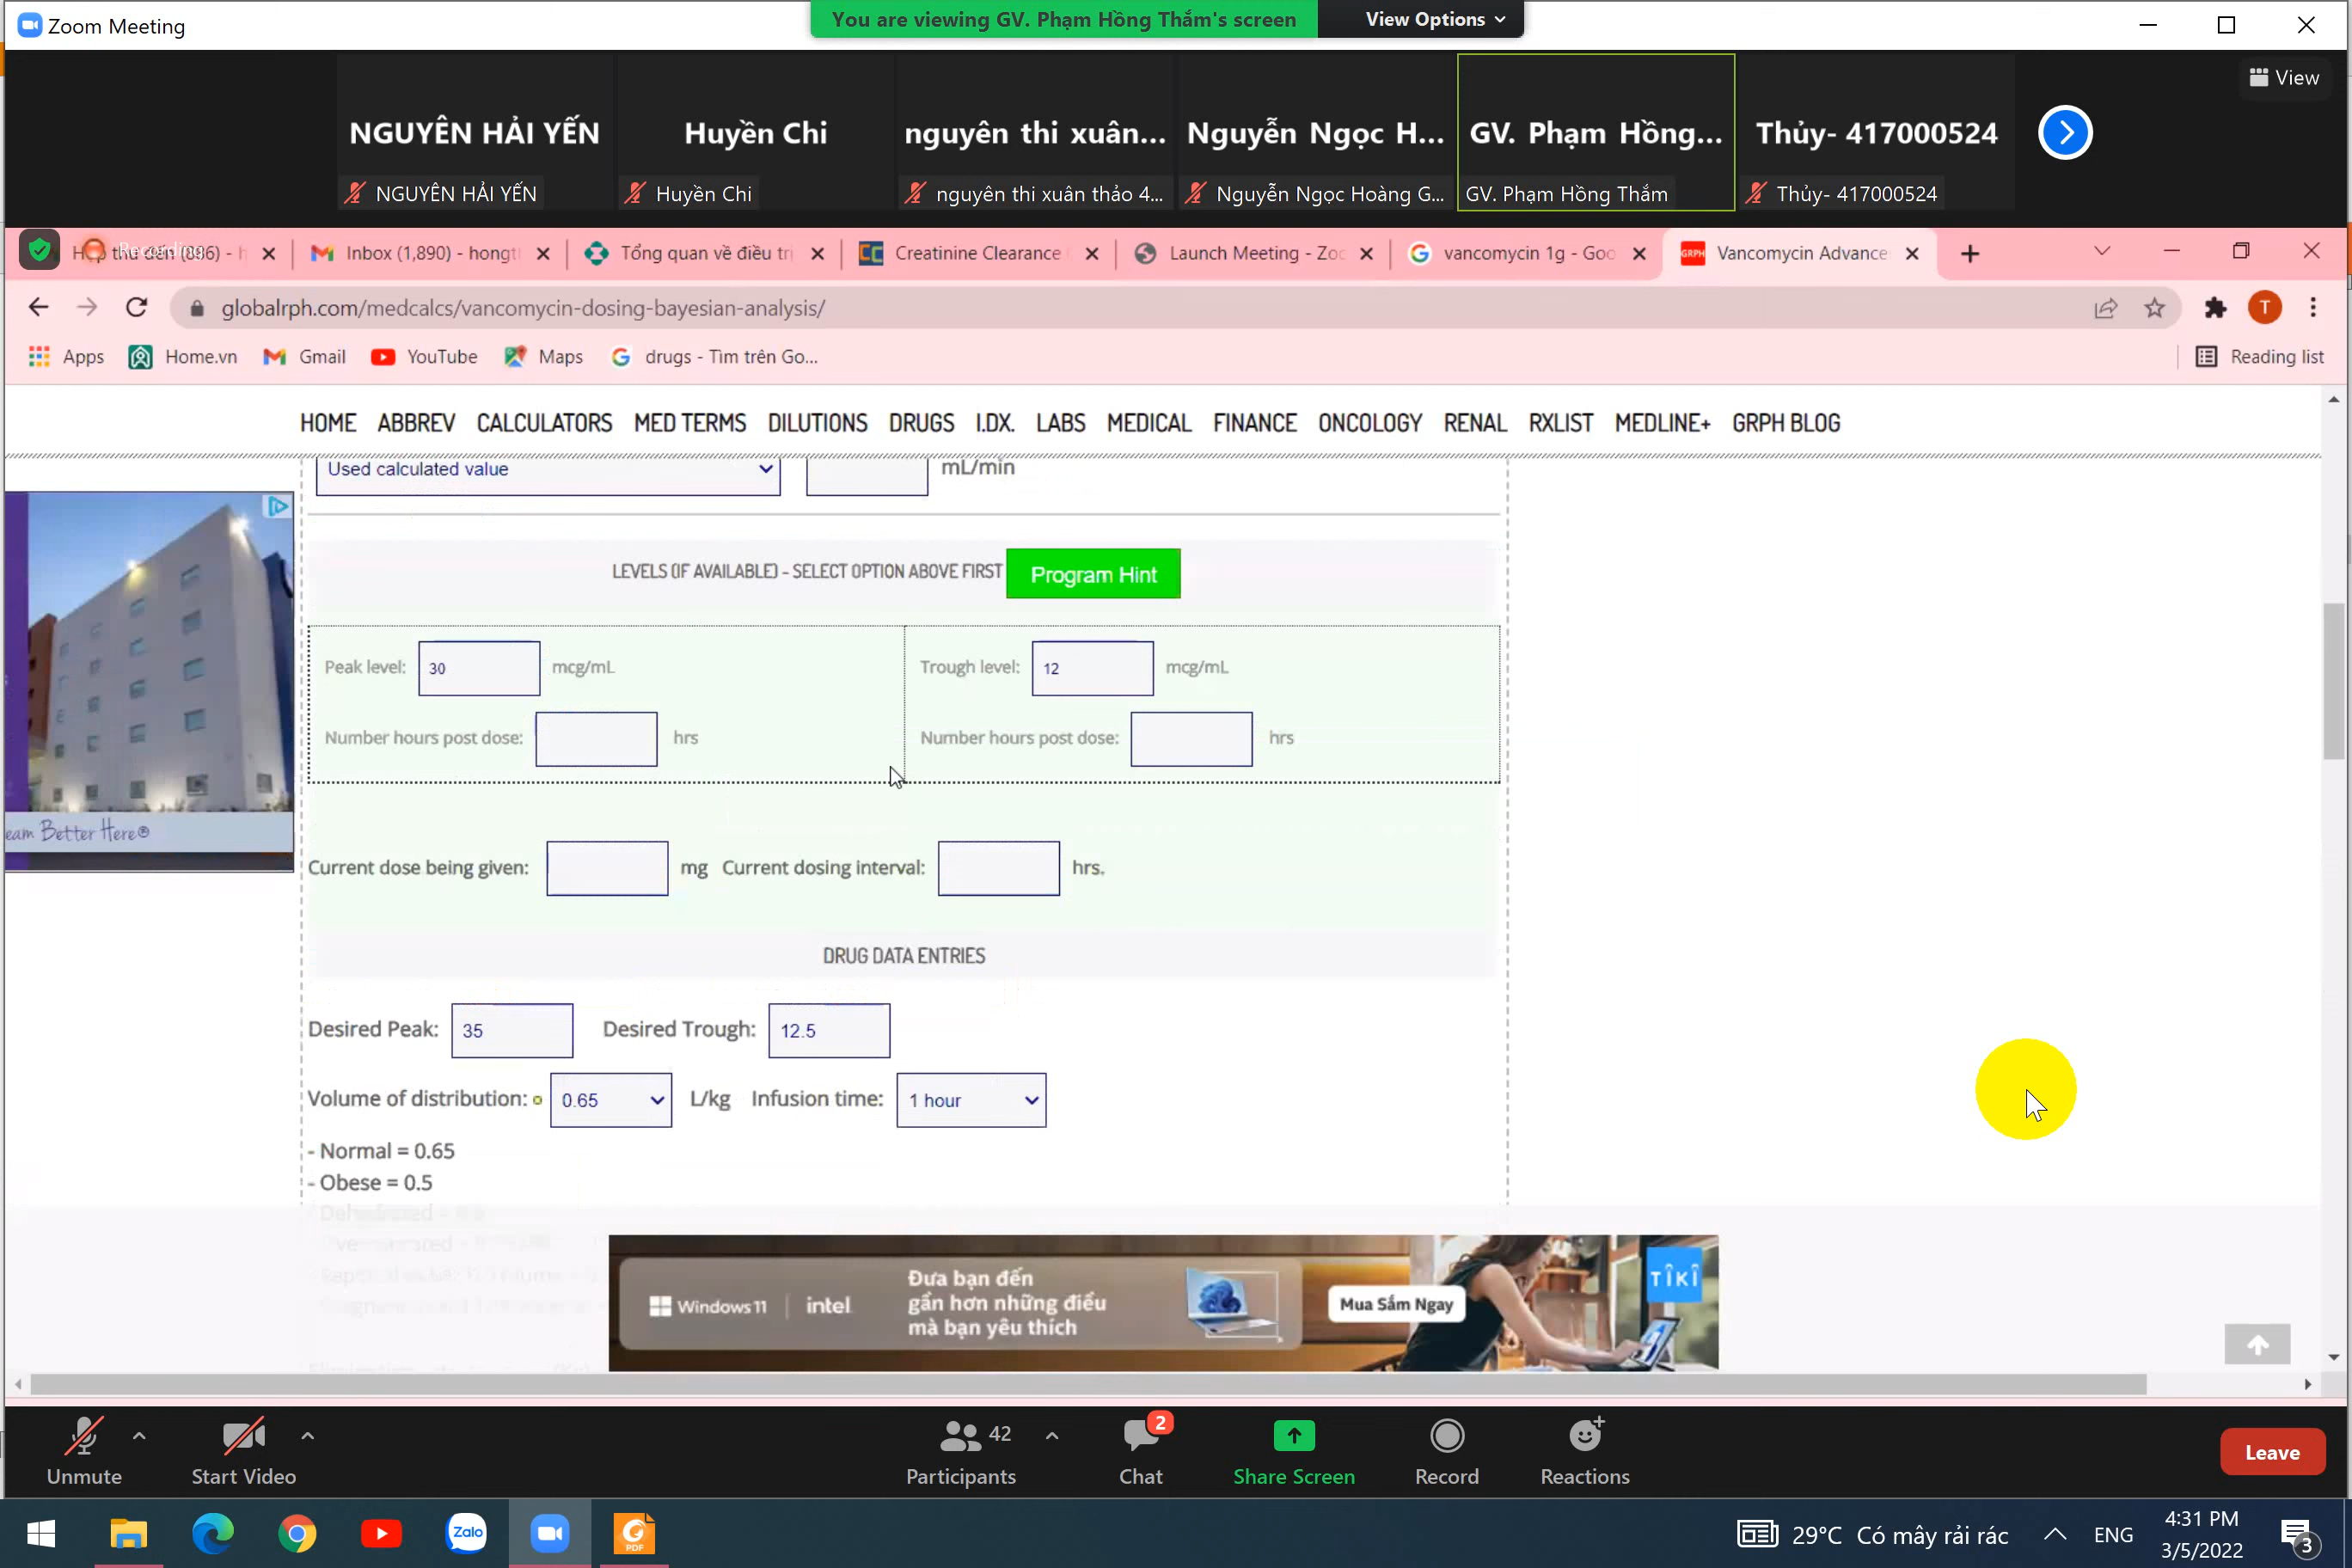 Zoom Meeting
You are viewing GV. Phạm Hồng Thắm's screen
View Options
View
NGUYÊN HẢI YẾN
Huyền Chi
nguyên thi xuân...
Nguyễn Ngọc H...
GV. Phạm Hồng...
Thủy- 417000524
NGUYÊN HẢI YẾN
Huyền Chi
nguyên thi xuân thảo 4...
Nguyễn Ngọc Hoàng G...
GV. Phạm Hồng Thắm
Thủy- 417000524
Recording
Inbox (1,890) - hongt
Tổng quan về điều trị
Creatinine Clearance
Launch Meeting - Zoo
vancomycin 1g - Goo
GRPH
Vancomycin Advance
globalrph.com/medcalcs/vancomycin-dosing-bayesian-analysis/
T
Apps
Home.vn
Gmail
YouTube
Maps
drugs - Tìm trên Go...
Reading list
HOME ABBREV CALCULATORS MED TERMS DILUTIONS DRUGS I.DX. LABS MEDICAL FINANCE ONCOLOGY RENAL RXLIST MEDLINE+ GRPH BLOG
Used calculated value
mL/min
LEVELS (IF AVAILABLE) - SELECT OPTION ABOVE FIRST
Program Hint
Peak level: 30 mcg/mL
Trough level: 12 mcg/mL
Number hours post dose: hrs
Number hours post dose: hrs
eam Better Here®
Current dose being given: mg Current dosing interval: hrs.
DRUG DATA ENTRIES
Desired Peak: 35 Desired Trough: 12.5
Volume of distribution: 0.65 L/kg Infusion time: 1 hour
- Normal = 0.65
- Obese = 0.5
Windows 11
intel
Đưa bạn đến
gần hơn những điều
mà bạn yêu thích
Mua Sắm Ngay
TIKI
Unmute
Start Video
42
Participants
2
Chat
Share Screen
Record
Reactions
Leave
Zalo
PDF
29°C Có mây rải rác
ENG
4:31 PM
3/5/2022
3